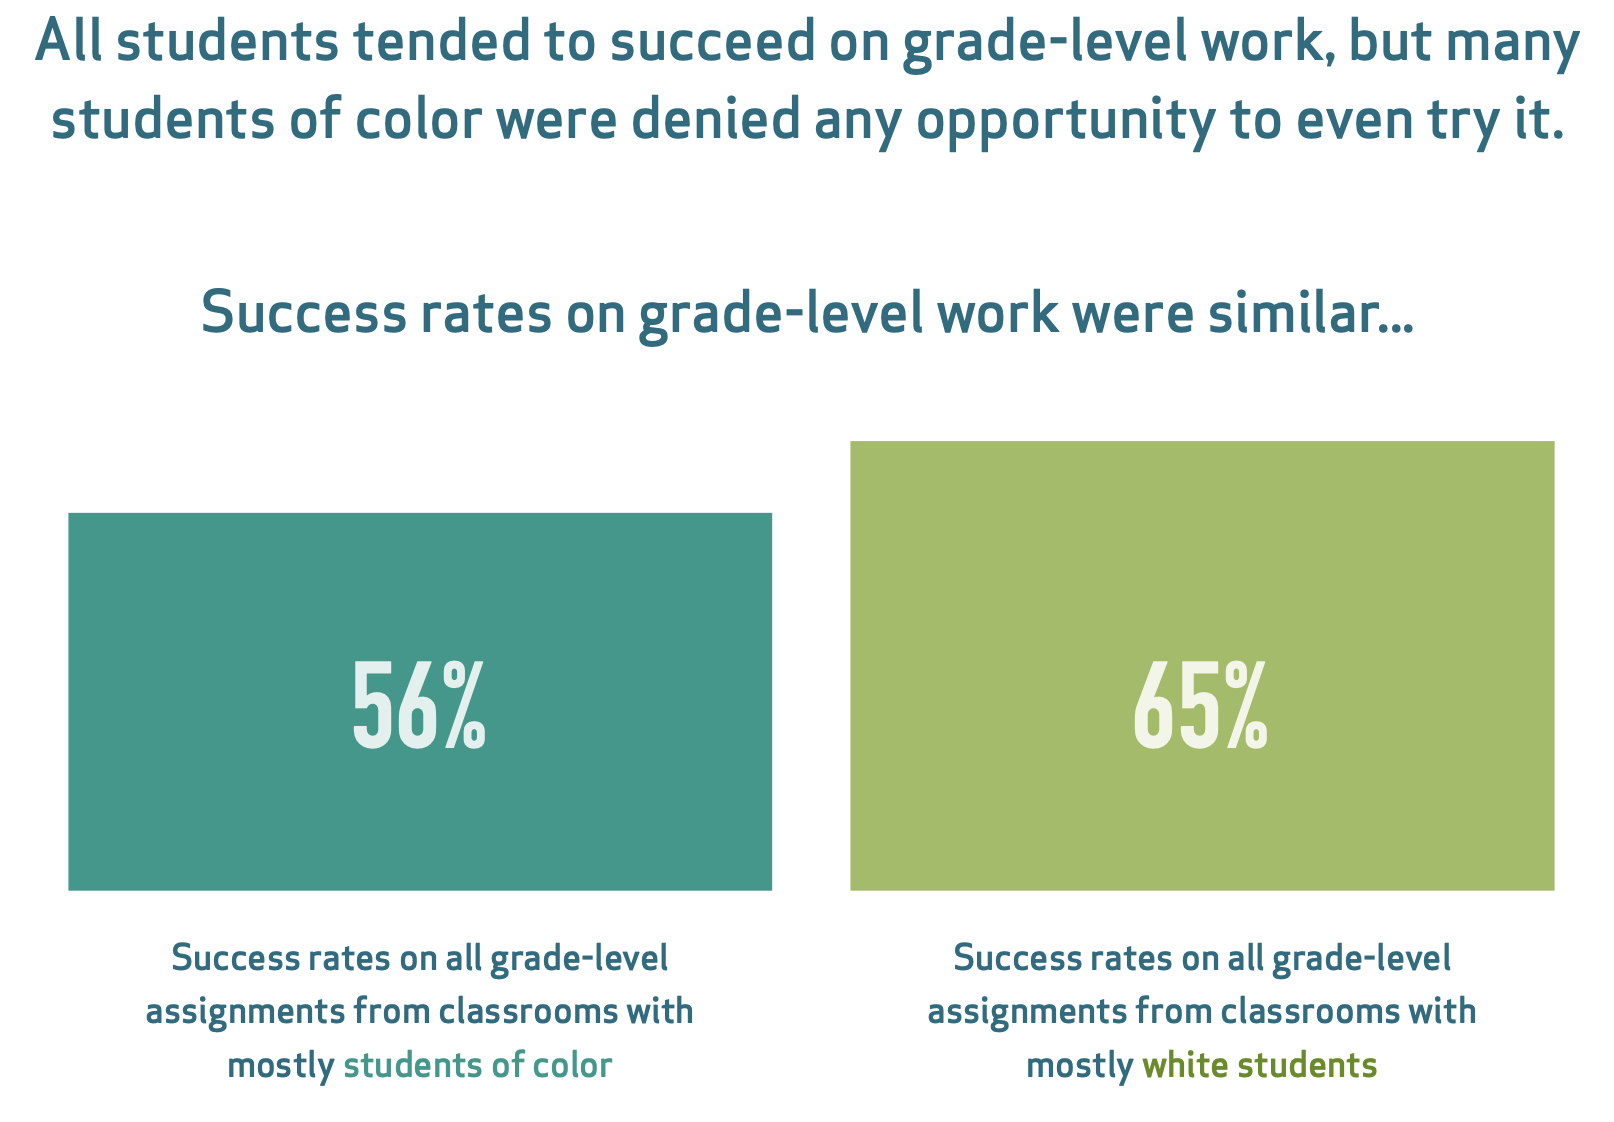 All students tended to succeed on grade-level work, but many
students of color were denied any opportunity to even try it.
Success rates on grade-level work were similar...
56%
65%
Success rates on all grade-level
assignments from classrooms with
mostly students of color
Success rates on all grade-level
assignments from classrooms with
mostly white students